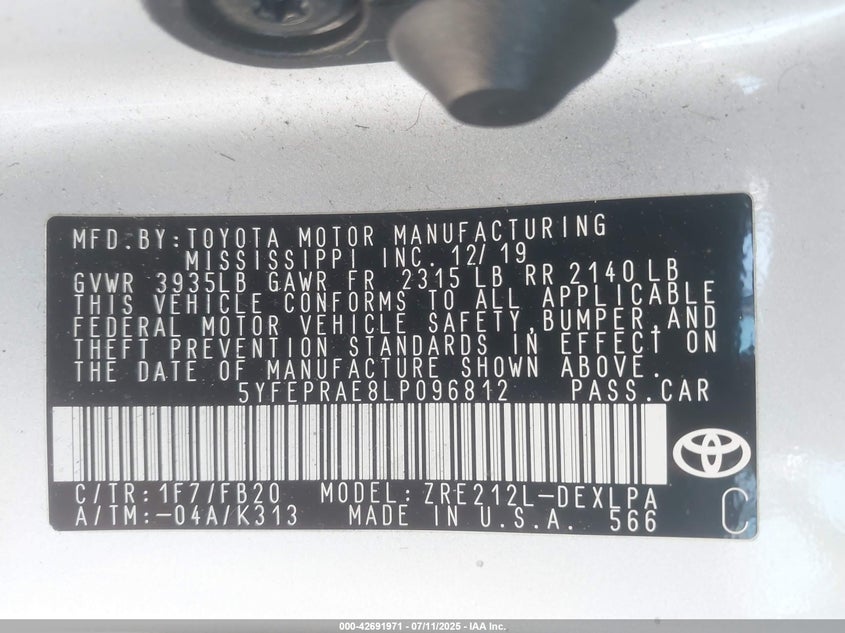 MFD.BY:TOYOTA MOTOR MANUFACTURING
MISSISSIPPI INC. 12/19
GVWR 3935LB GAWR FR 2315 LB RR 2140 LB
THIS VEHICLE CONFORMS TO ALL APPLICABLE
FEDERAL MOTOR VEHICLE SAFETY,BUMPER,AND
THEFT PREVENTION STANDARDS IN EFFECT ON
THE DATE OF MANUFACTURE SHOWN ABOVE.
5YFEPRAE8LP096812 PASS.CAR
C/TR:1F7/FB20 MODEL:ZRE212L-DEXLPA
A/TM:-04A/K313 MADE IN U.S.A. 566 C
000-42691971 - 07/11/2025 - IAA Inc.